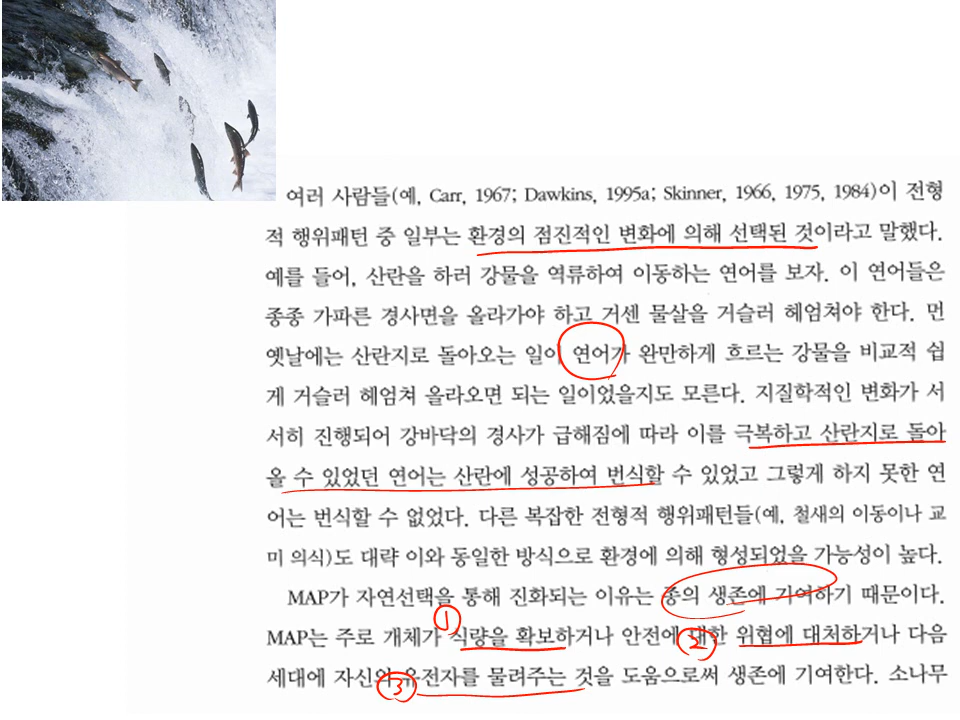 여러 사람들(예, Carr, 1967; Dawkins, 1995a; Skinner, 1966, 1975, 1984)이 전형
적 행위패턴 중 일부는 환경의 점진적인 변화에 의해 선택된 것이라고 말했다.
예를 들어, 산란을 하러 강물을 역류하여 이동하는 연어를 보자. 이 연어들은
종종 가파른 경사면을 올라가야 하고 거센 물살을 거슬러 헤엄쳐야 한다. 먼
옛날에는 산란지로 돌아오는 일이 연어가 완만하게 흐르는 강물을 비교적 쉽
게 거슬러 헤엄쳐 올라오면 되는 일이었을지도 모른다. 지질학적인 변화가 서
서히 진행되어 강바닥의 경사가 급해짐에 따라 이를 극복하고 산란지로 돌아
올 수 있었던 연어는 산란에 성공하여 번식할 수 있었고 그렇게 하지 못한 연
어는 번식할 수 없었다. 다른 복잡한 전형적 행위패턴들(예, 철새의 이동이나 교
미 의식)도 대략 이와 동일한 방식으로 환경에 의해 형성되었을 가능성이 높다.
MAP가 자연선택을 통해 진화되는 이유는 종의 생존에 기여하기 때문이다.
①
MAP는 주로 개체가 식량을 확보하거나 안전에 ② 대한 위협에 대처하거나 다음
세대에 자신의 ③ 유전자를 물려주는 것을 도움으로써 생존에 기여한다. 소나무